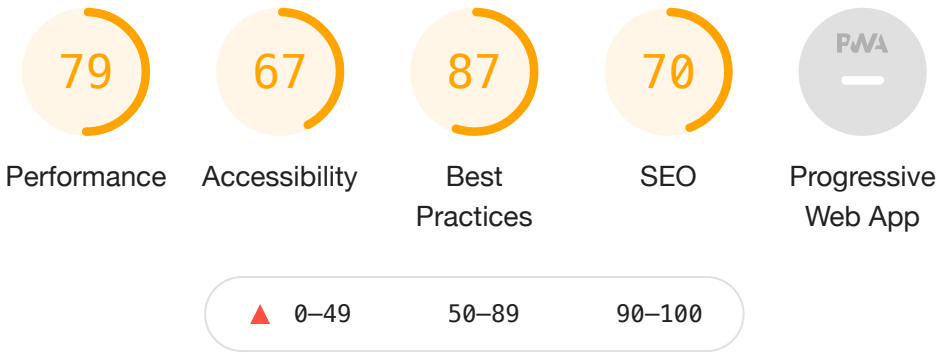 79 67 87 70 PWA
Performance Accessibility Best Practices SEO Progressive Web App
0–49 50–89 90–100